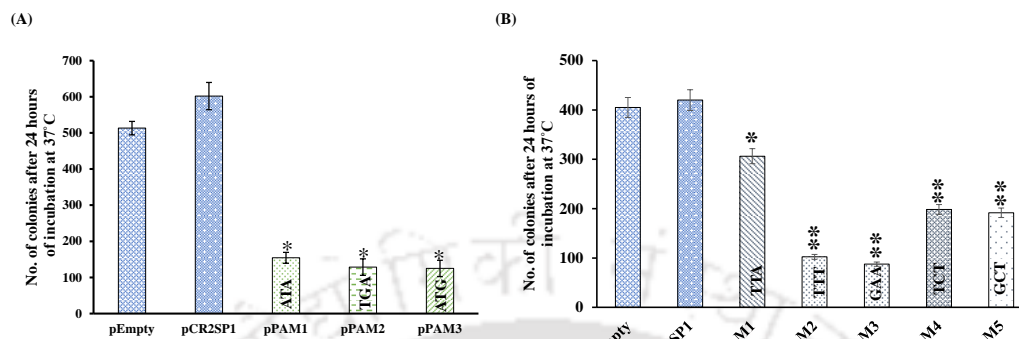 (A)
No. of colonies after 24 hours
of incubation at 37˚C
700
600
500
400
300
200
100
0
*
*
*
ATA
TGA
ATG
pEmpty
pCR2SP1
pPAM1
pPAM2
pPAM3
(B)
No. of colonies after 24 hours of
incubation at 37˚C
500
400
300
200
100
0
*
**
**
**
**
TTA
TTT
GAA
TCT
GCT
pty
SP1
M1
M2
M3
M4
M5